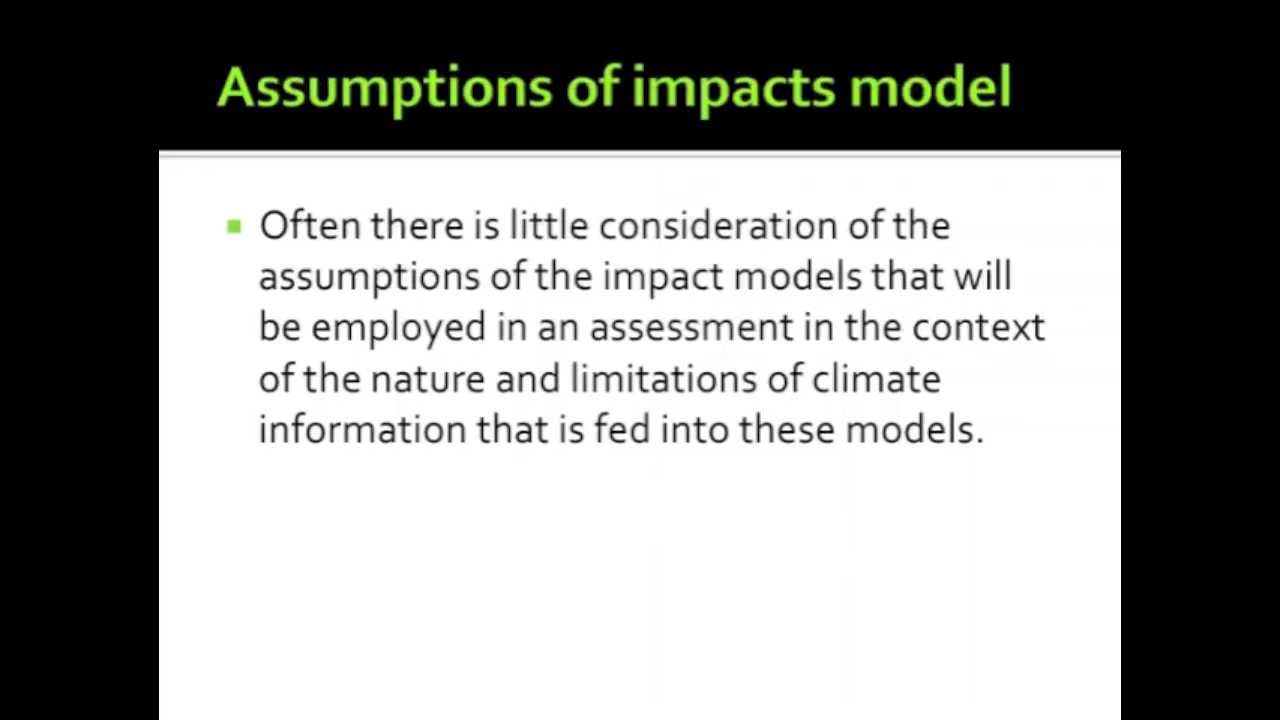 Assumptions of impacts model
Often there is little consideration of the
assumptions of the impact models that will
be employed in an assessment in the context
of the nature and limitations of climate
information that is fed into these models.